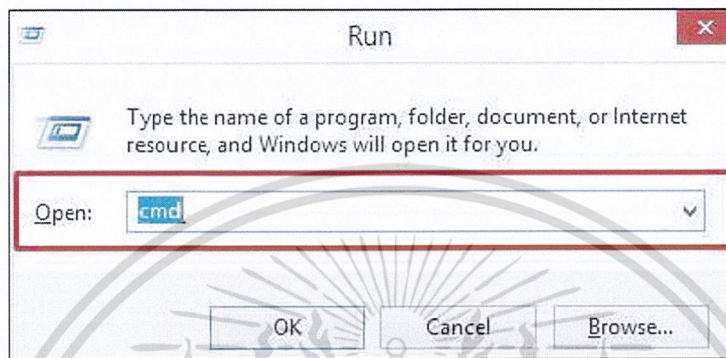 Run
Type the name of a program, folder, document, or Internet
resource, and Windows will open it for you.
Open: cmd
OK Cancel Browse...